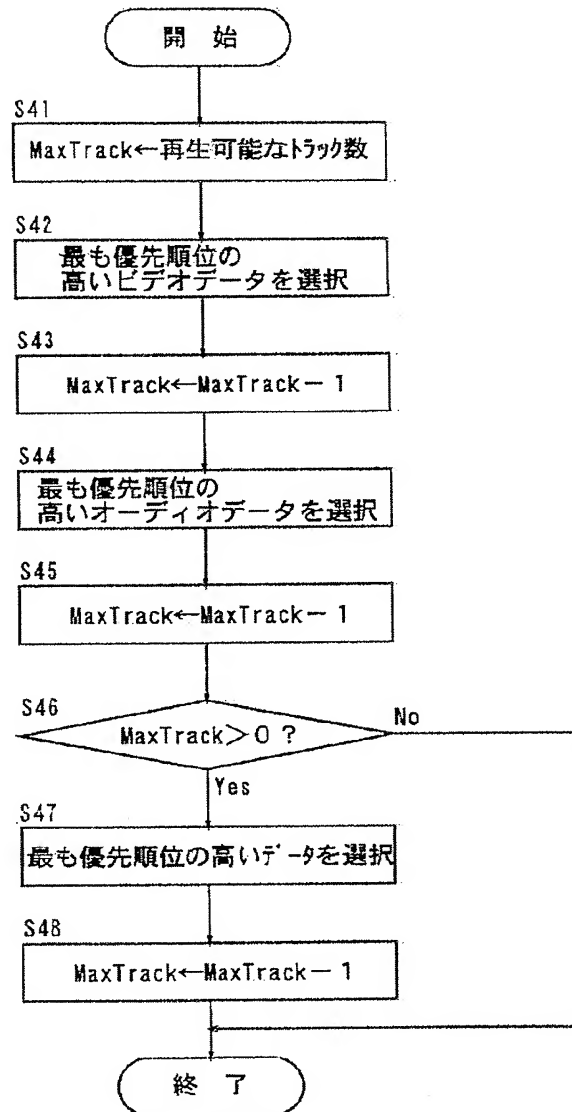 開 始
S41
MaxTrack←再生可能なトラック数
S42
最も優先順位の
高いビデオデータを選択
S43
MaxTrack←MaxTrack－1
S44
最も優先順位の
高いオーディオデータを選択
S45
MaxTrack←MaxTrack－1
S46
MaxTrack＞0？
No
Yes
S47
最も優先順位の高いデータを選択
S48
MaxTrack←MaxTrack－1
終 了